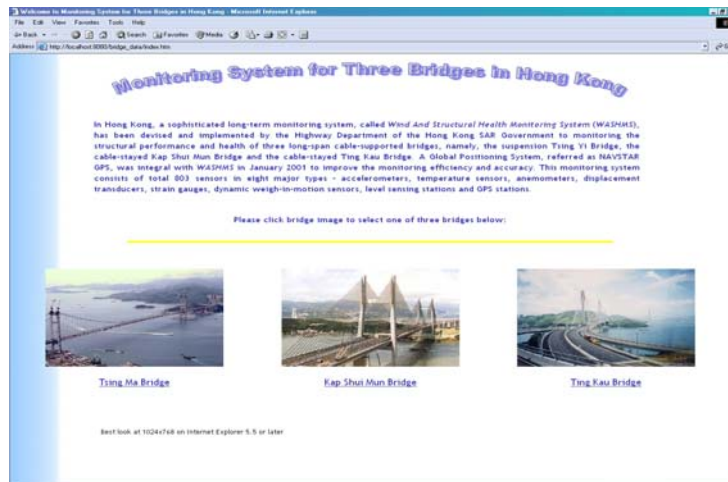 Welcome to Monitoring System for Three Bridges in Hong Kong - Microsoft Internet Explorer
File Edit View Favorites Tools Help
Back Search Favorites Media
Address http://localhost:8080/bridge_data/index.htm
Monitoring System for Three Bridges in Hong Kong
In Hong Kong, a sophisticated long-term monitoring system, called Wind And Structural Health Monitoring System (WASHMS),
has been devised and implemented by the Highway Department of the Hong Kong SAR Government to monitoring the
structural performance and health of three long-span cable-supported bridges, namely, the suspension Tsing Yi Bridge, the
cable-stayed Kap Shui Mun Bridge and the cable-stayed Ting Kau Bridge. A Global Positioning System, referred as NAVSTAR
GPS, was integral with WASHMS in January 2001 to improve the monitoring efficiency and accuracy. This monitoring system
consists of total 803 sensors in eight major types - accelerometers, temperature sensors, anemometers, displacement
transducers, strain gauges, dynamic weigh-in-motion sensors, level sensing stations and GPS stations.
Please click bridge image to select one of three bridges below:
Tsing Ma Bridge Kap Shui Mun Bridge Ting Kau Bridge
Best look at 1024x768 on Internet Explorer 5.5 or later